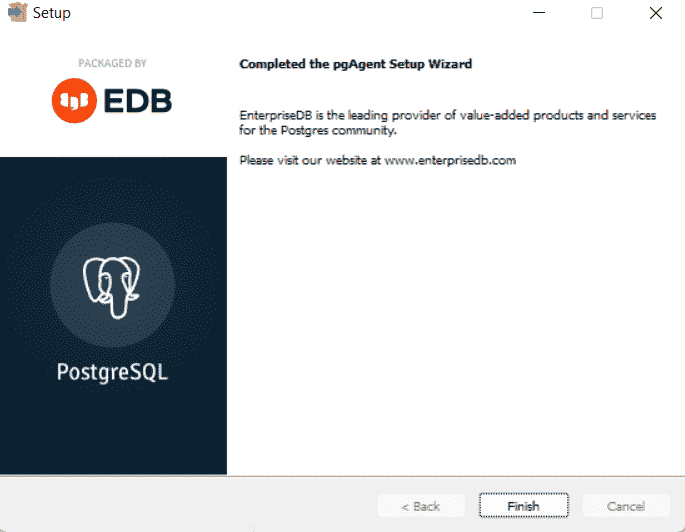 Setup
PACKAGED BY
EDB
Completed the pgAgent Setup Wizard
EnterpriseDB is the leading provider of value-added products and services
for the Postgres community.
Please visit our website at www.enterprisedb.com
PostgreSQL
< Back
Finish
Cancel